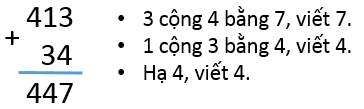 413
+
34
447
• 3 cộng 4 bằng 7, viết 7.
• 1 cộng 3 bằng 4, viết 4.
• Hạ 4, viết 4.